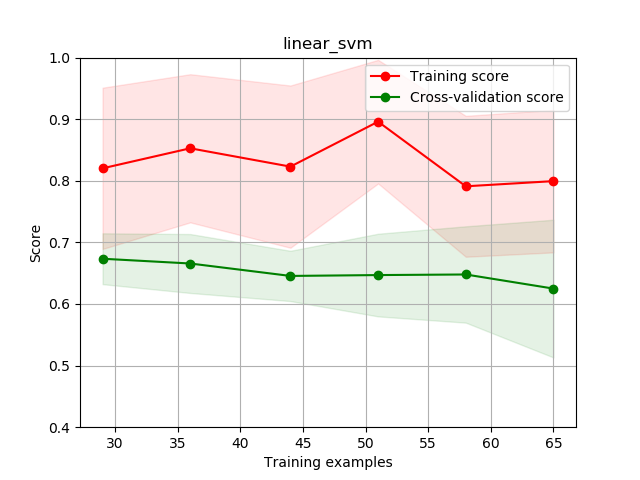 linear_svm
1.0
0.9
0.8
0.7
0.6
0.5
0.4
Score
Training score
Cross-validation score
30 35 40 45 50 55 60 65
Training examples